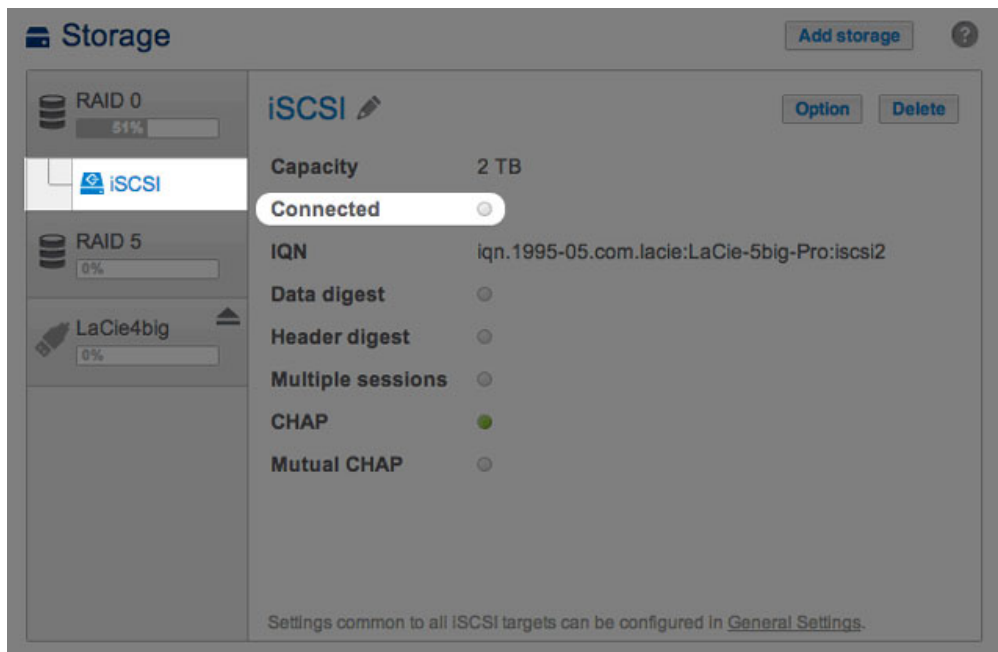 Storage
Add storage
?
RAID 0
51%
iSCSI
RAID 5
0%
LaCie4big
0%
iSCSI
Option
Delete
Capacity 2 TB
Connected
IQN iqn.1995-05.com.lacie:LaCie-5big-Pro:iscsi2
Data digest
Header digest
Multiple sessions
CHAP
Mutual CHAP
Settings common to all iSCSI targets can be configured in General Settings.